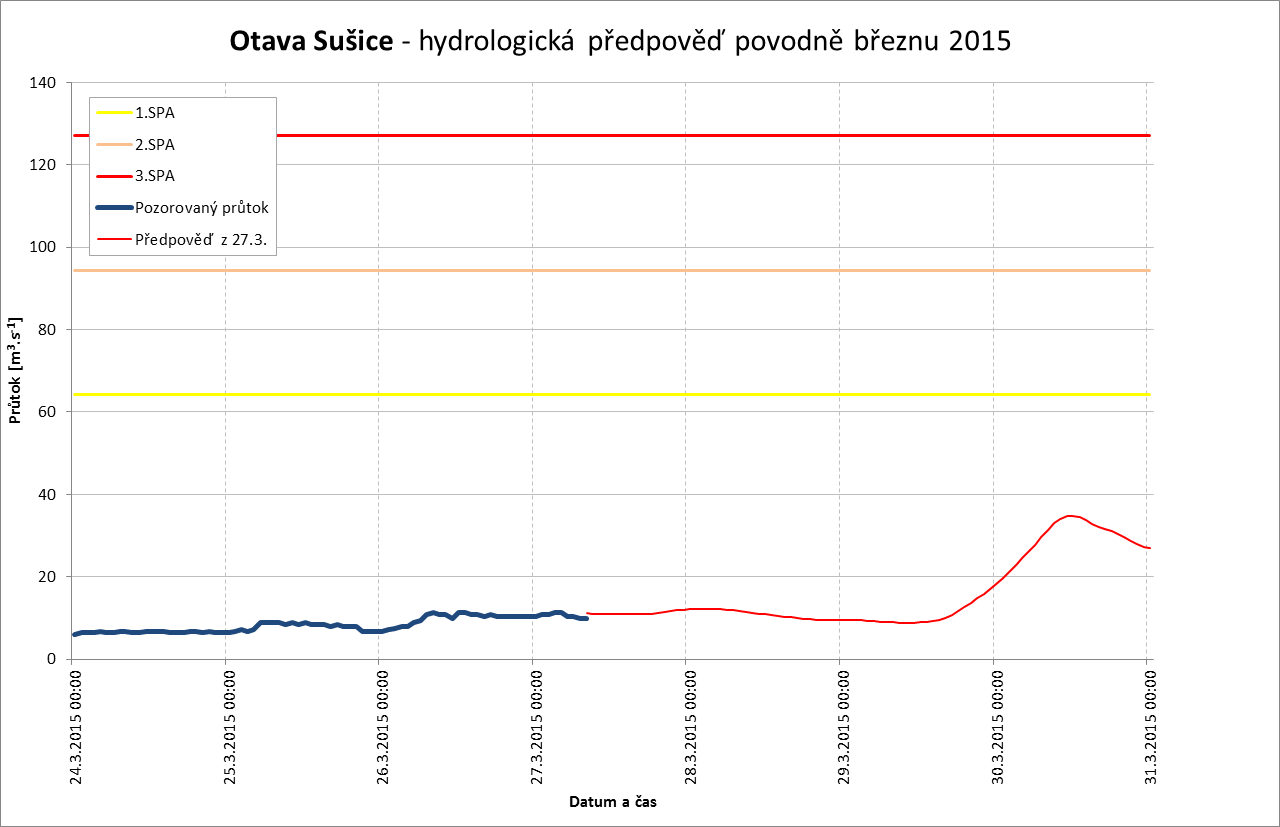 Otava Sušice - hydrologická předpověď povodně březnu 2015
140
120
100
80
60
40
20
0
1.SPA
2.SPA
3.SPA
Pozorovaný průtok
Předpověď z 27.3.
Průtok [m³.s⁻¹]
24.3.2015 00:00
25.3.2015 00:00
26.3.2015 00:00
27.3.2015 00:00
28.3.2015 00:00
29.3.2015 00:00
30.3.2015 00:00
31.3.2015 00:00
Datum a čas